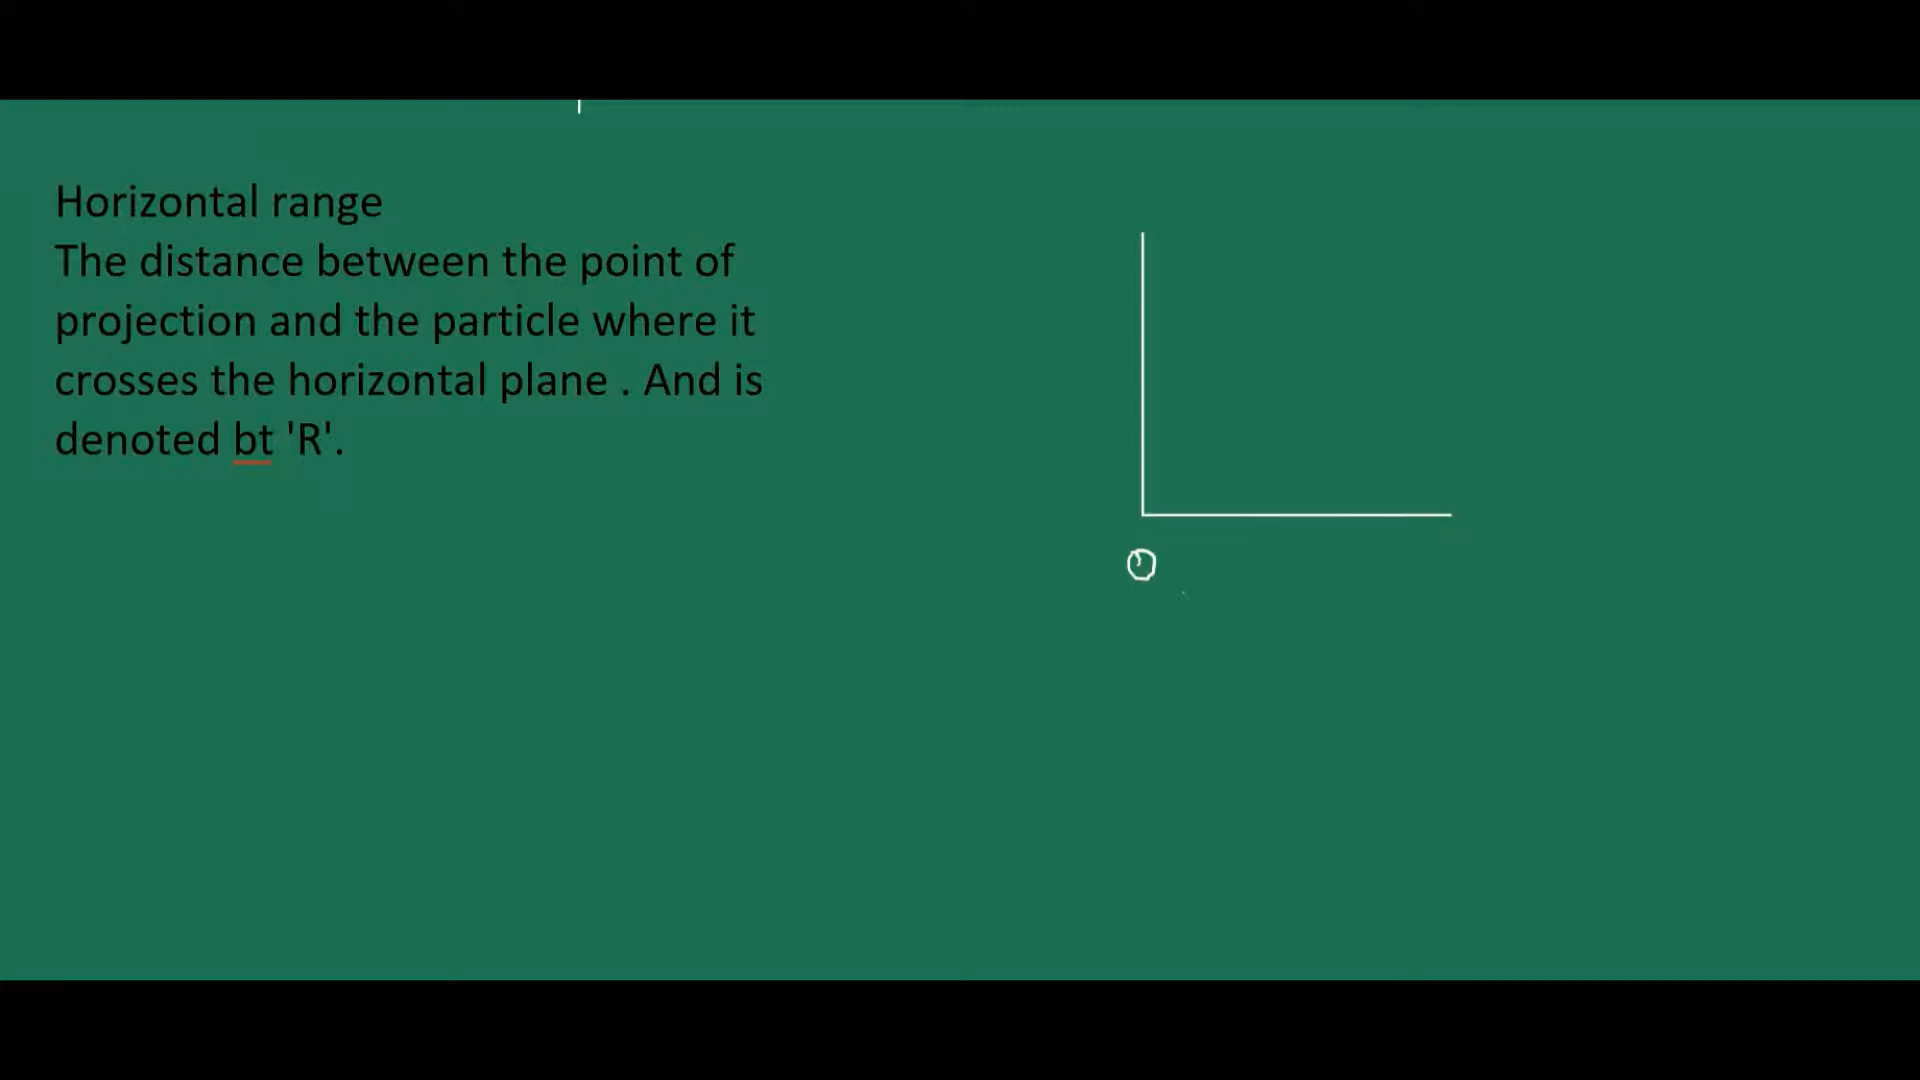 Horizontal range
The distance between the point of
projection and the particle where it
crosses the horizontal plane . And is
denoted bt 'R'.
O